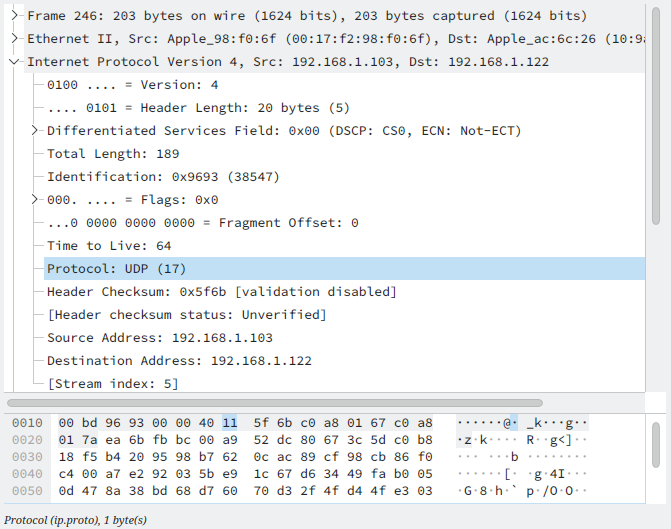 Frame 246: 203 bytes on wire (1624 bits), 203 bytes captured (1624 bits)
Ethernet II, Src: Apple_98:f0:6f (00:17:f2:98:f0:6f), Dst: Apple_ac:6c:26 (10:9a
Internet Protocol Version 4, Src: 192.168.1.103, Dst: 192.168.1.122
0100 .... = Version: 4
.... 0101 = Header Length: 20 bytes (5)
Differentiated Services Field: 0x00 (DSCP: CS0, ECN: Not-ECT)
Total Length: 189
Identification: 0x9693 (38547)
000. .... = Flags: 0x0
...0 0000 0000 0000 = Fragment Offset: 0
Time to Live: 64
Protocol: UDP (17)
Header Checksum: 0x5f6b [validation disabled]
[Header checksum status: Unverified]
Source Address: 192.168.1.103
Destination Address: 192.168.1.122
[Stream index: 5]
0010 00 bd 96 93 00 00 40 11 5f 6b c0 a8 01 67 c0 a8 ······@· _k···g··
0020 01 7a ea 6b fb bc 00 a9 52 dc 80 67 3c 5d c0 b8 ·z·k···· R··g<]··
0030 18 f5 b4 20 95 98 b7 62 0c ac 89 cf 98 cb 86 f0 ··· ···b ········
0040 c4 00 a7 e2 92 03 5b e9 1c 67 d6 34 49 fa b0 05 ······[· ·g·4I···
0050 0d 47 8a 38 bd 68 d7 60 70 d3 2f 4f d4 4f e3 03 ·G·8·h·` p·/O·O··
Protocol (ip.proto), 1 byte(s)